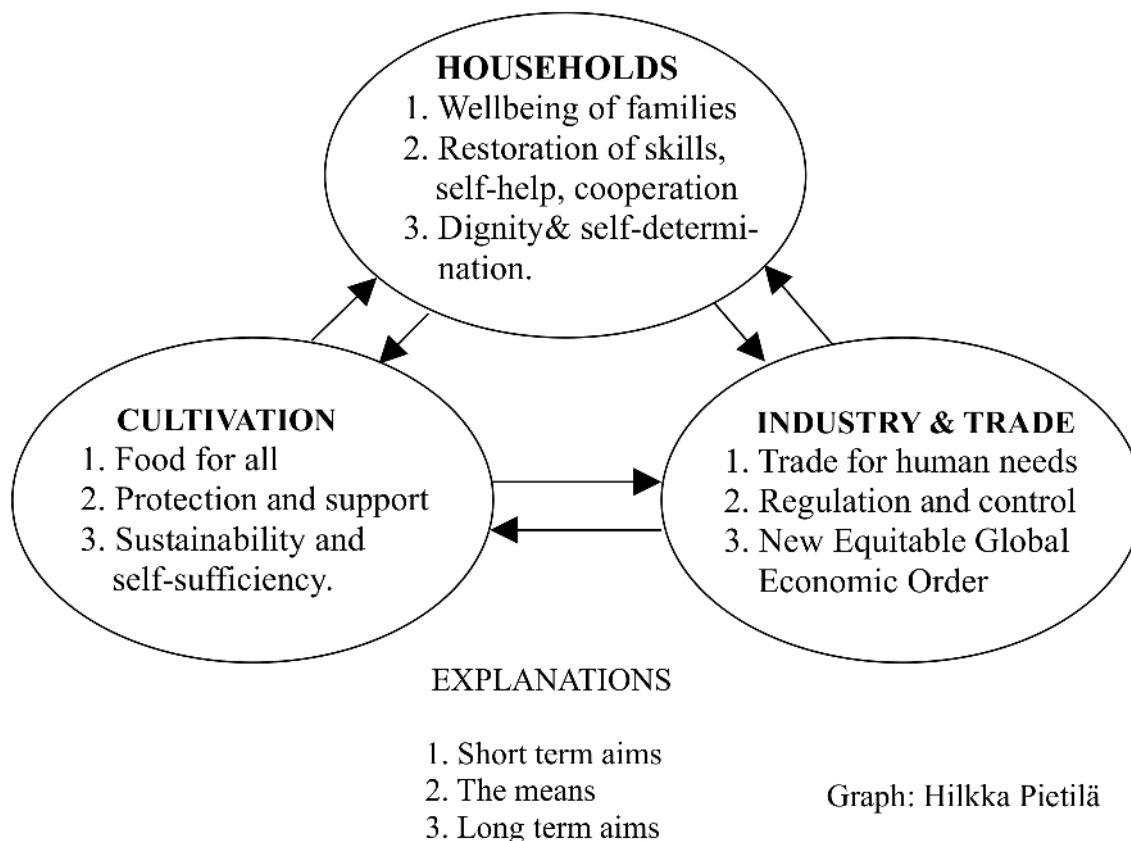 HOUSEHOLDS
1. Wellbeing of families
2. Restoration of skills,
self-help, cooperation
3. Dignity& self-determi-
nation.
CULTIVATION
1. Food for all
2. Protection and support
3. Sustainability and
self-sufficiency.
INDUSTRY & TRADE
1. Trade for human needs
2. Regulation and control
3. New Equitable Global
Economic Order
EXPLANATIONS
1. Short term aims
2. The means
3. Long term aims
Graph: Hilkka Pietilä